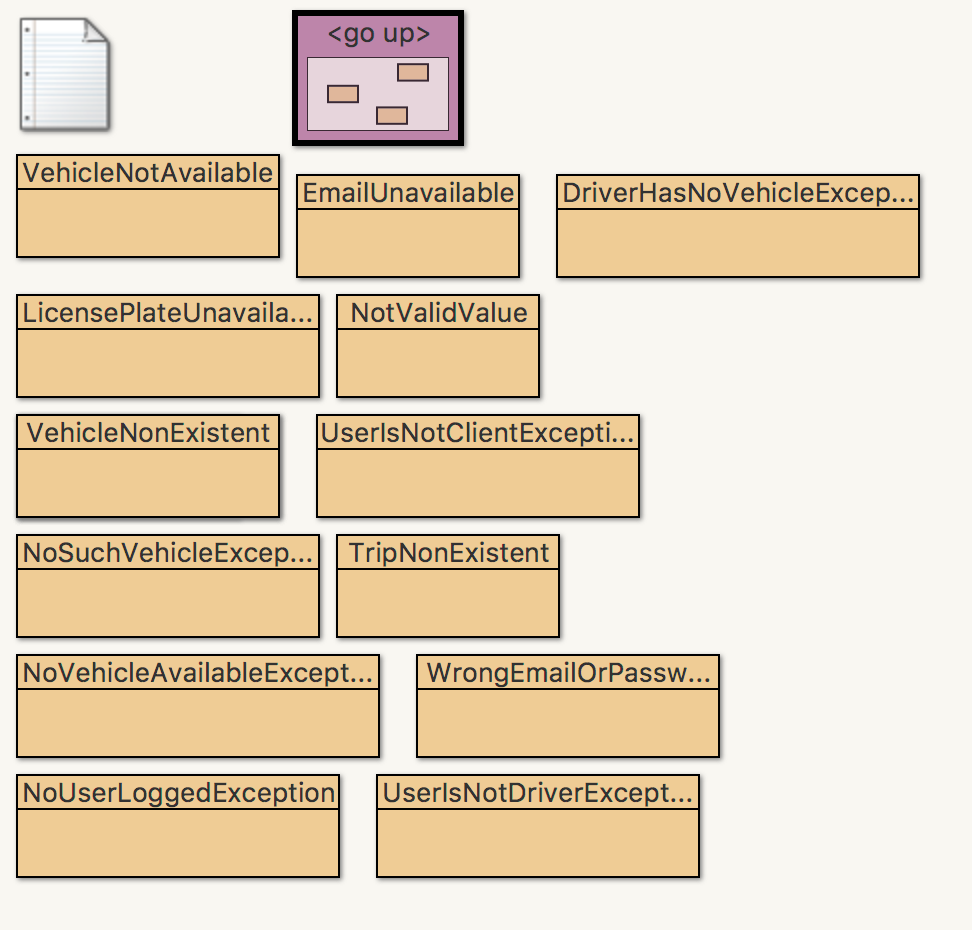 <go up>
VehicleNotAvailable
EmailUnavailable
DriverHasNoVehicleExcep...
LicensePlateUnavaila...
NotValidValue
VehicleNonExistent
UserIsNotClientExcepti...
NoSuchVehicleExcep...
TripNonExistent
NoVehicleAvailableExcept...
WrongEmailOrPassw...
NoUserLoggedException
UserIsNotDriverExcept...